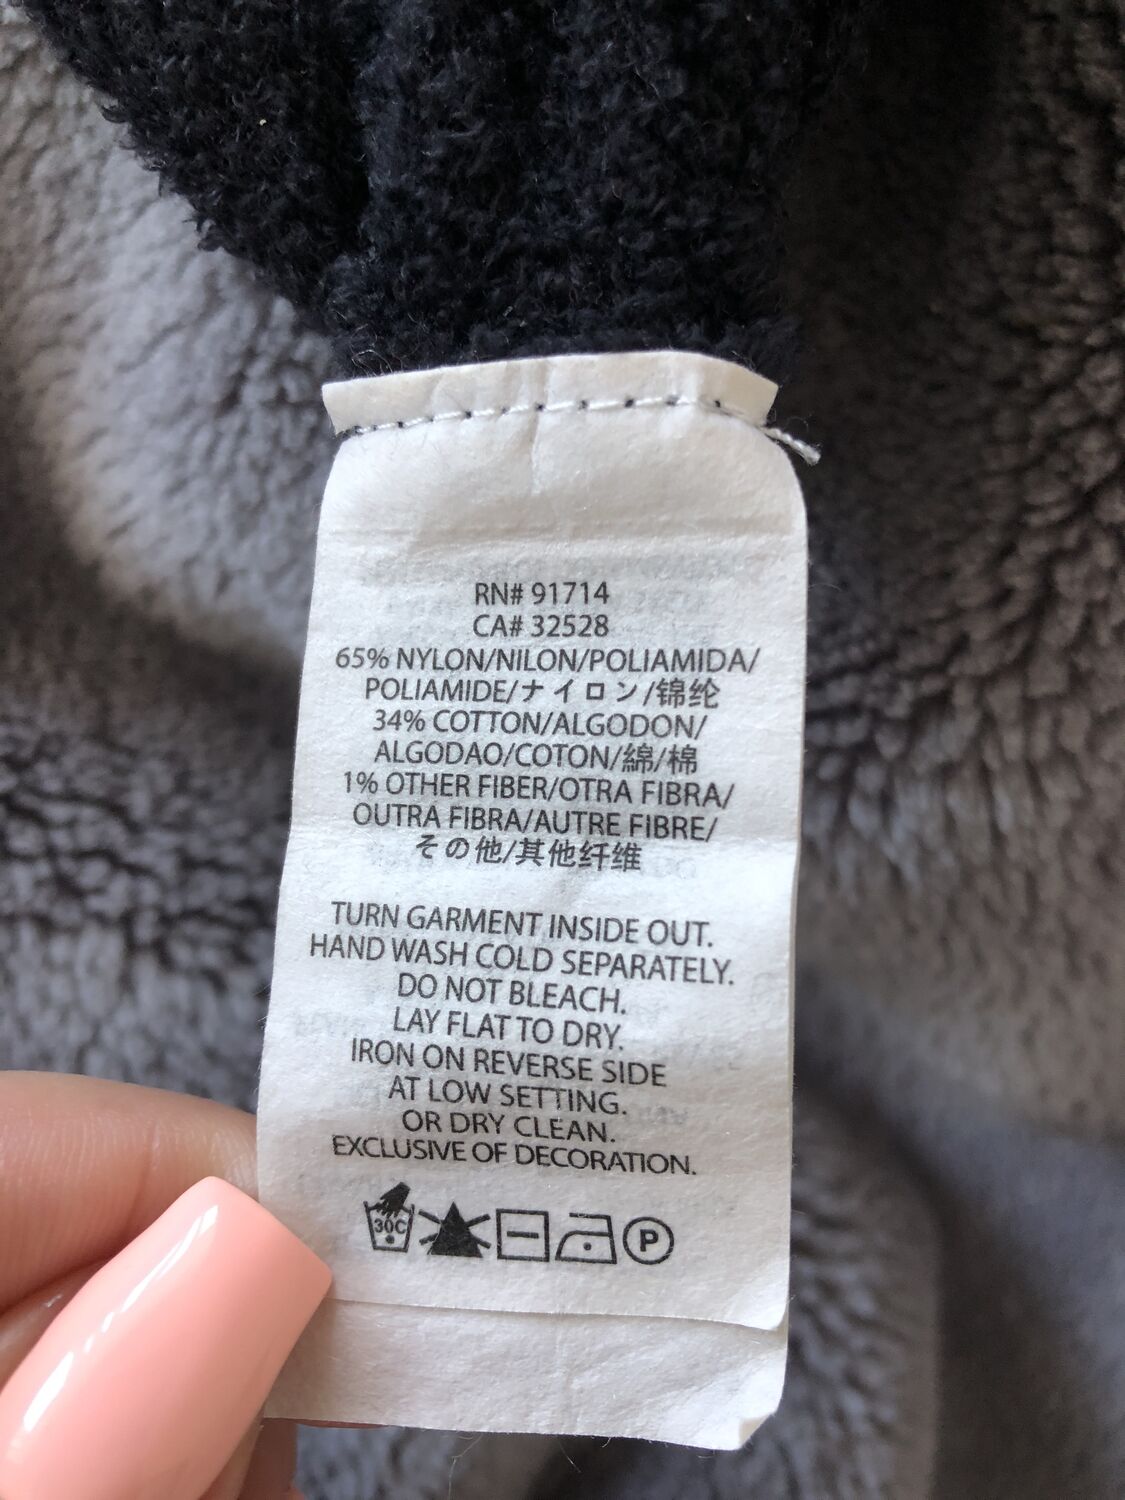 RN# 91714
CA# 32528
65% NYLON/NILON/POLIAMIDA/
POLIAMIDE/ナイロン/锦纶
34% COTTON/ALGODON/
ALGODAO/COTON/綿/棉
1% OTHER FIBER/OTRA FIBRA/
OUTRA FIBRA/AUTRE FIBRE/
その他/其他纤维
TURN GARMENT INSIDE OUT.
HAND WASH COLD SEPARATELY.
DO NOT BLEACH.
LAY FLAT TO DRY.
IRON ON REVERSE SIDE
AT LOW SETTING.
OR DRY CLEAN.
EXCLUSIVE OF DECORATION.
30C P